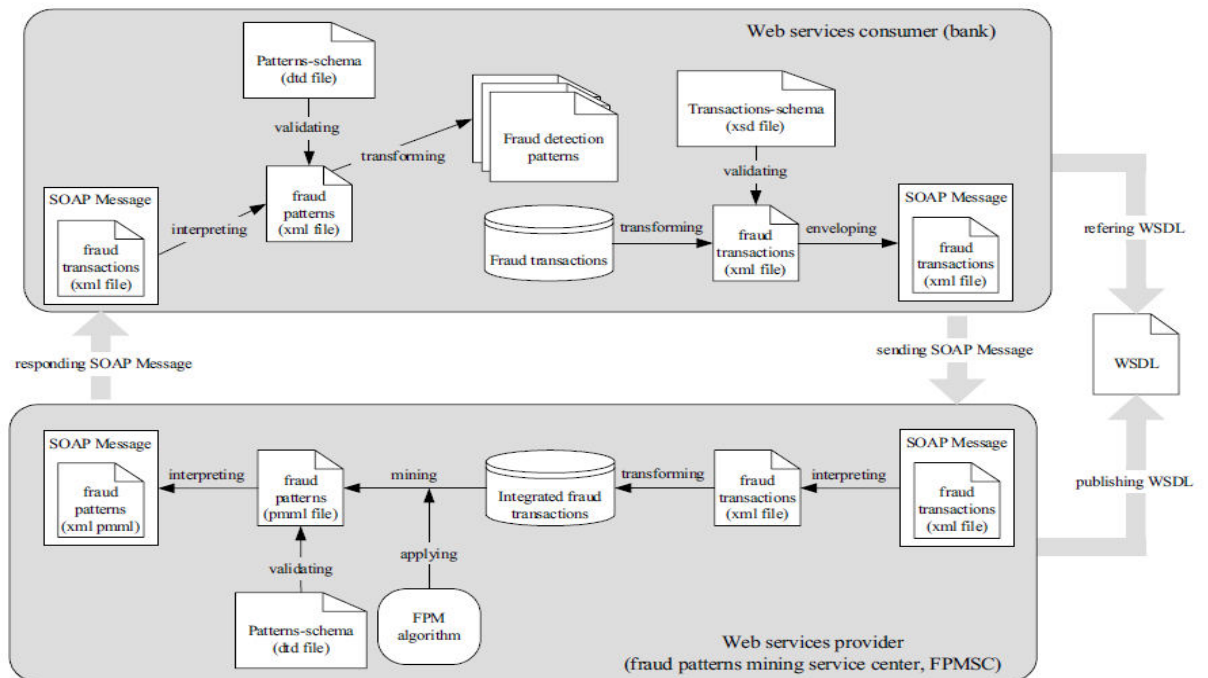 Web services consumer (bank)
Patterns-schema
(dtd file)
validating
transforming
Fraud detection
patterns
Transactions-schema
(xsd file)
validating
SOAP Message
fraud
transactions
(xml file)
interpreting
fraud
patterns
(xml file)
Fraud transactions
transforming
fraud
transactions
(xml file)
enveloping
SOAP Message
fraud
transactions
(xml file)
refering WSDL
responding SOAP Message
sending SOAP Message
WSDL
publishing WSDL
SOAP Message
fraud
patterns
(xml pmml)
interpreting
fraud
patterns
(pmml file)
mining
Integrated fraud
transactions
transforming
fraud
transactions
(xml file)
interpreting
SOAP Message
fraud
transactions
(xml file)
validating
applying
Patterns-schema
(dtd file)
FPM
algorithm
Web services provider
(fraud patterns mining service center, FPMSC)